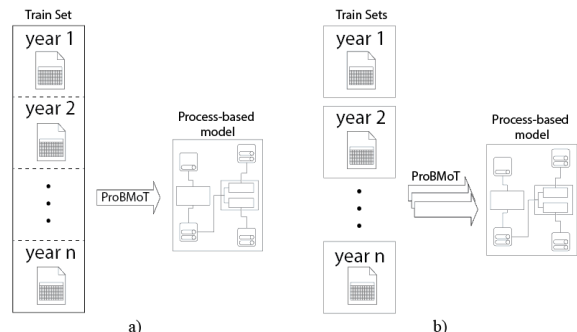 Train Set
year 1
year 2
year n
ProBMoT
Process-based
model
a)
Train Sets
year 1
year 2
year n
ProBMoT
Process-based
model
b)